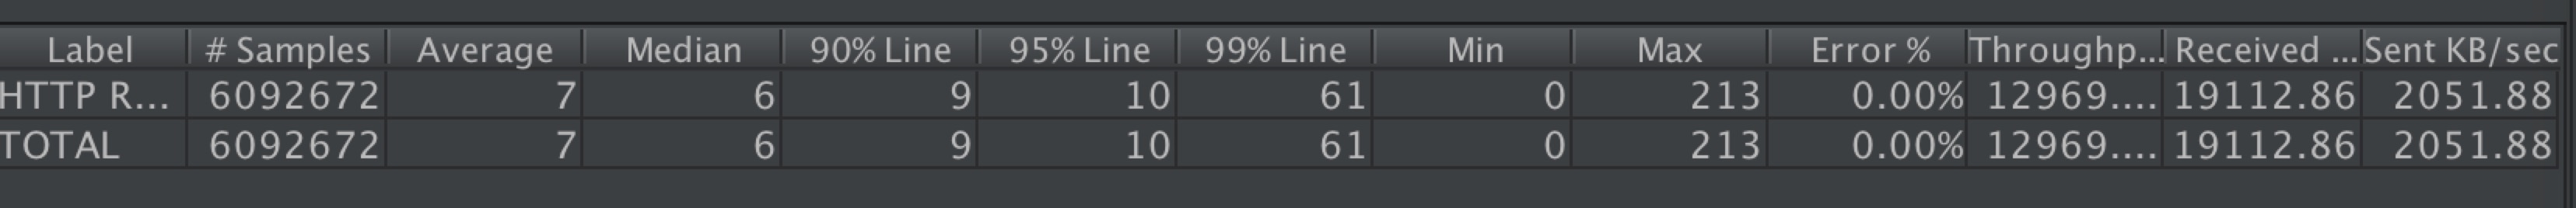 Label # Samples Average Median 90% Line 95% Line 99% Line Min Max Error % Throughp... Received ... Sent KB/sec
HTTP R... 6092672 7 6 9 10 61 0 213 0.00% 12969.... 19112.86 2051.88
TOTAL 6092672 7 6 9 10 61 0 213 0.00% 12969.... 19112.86 2051.88